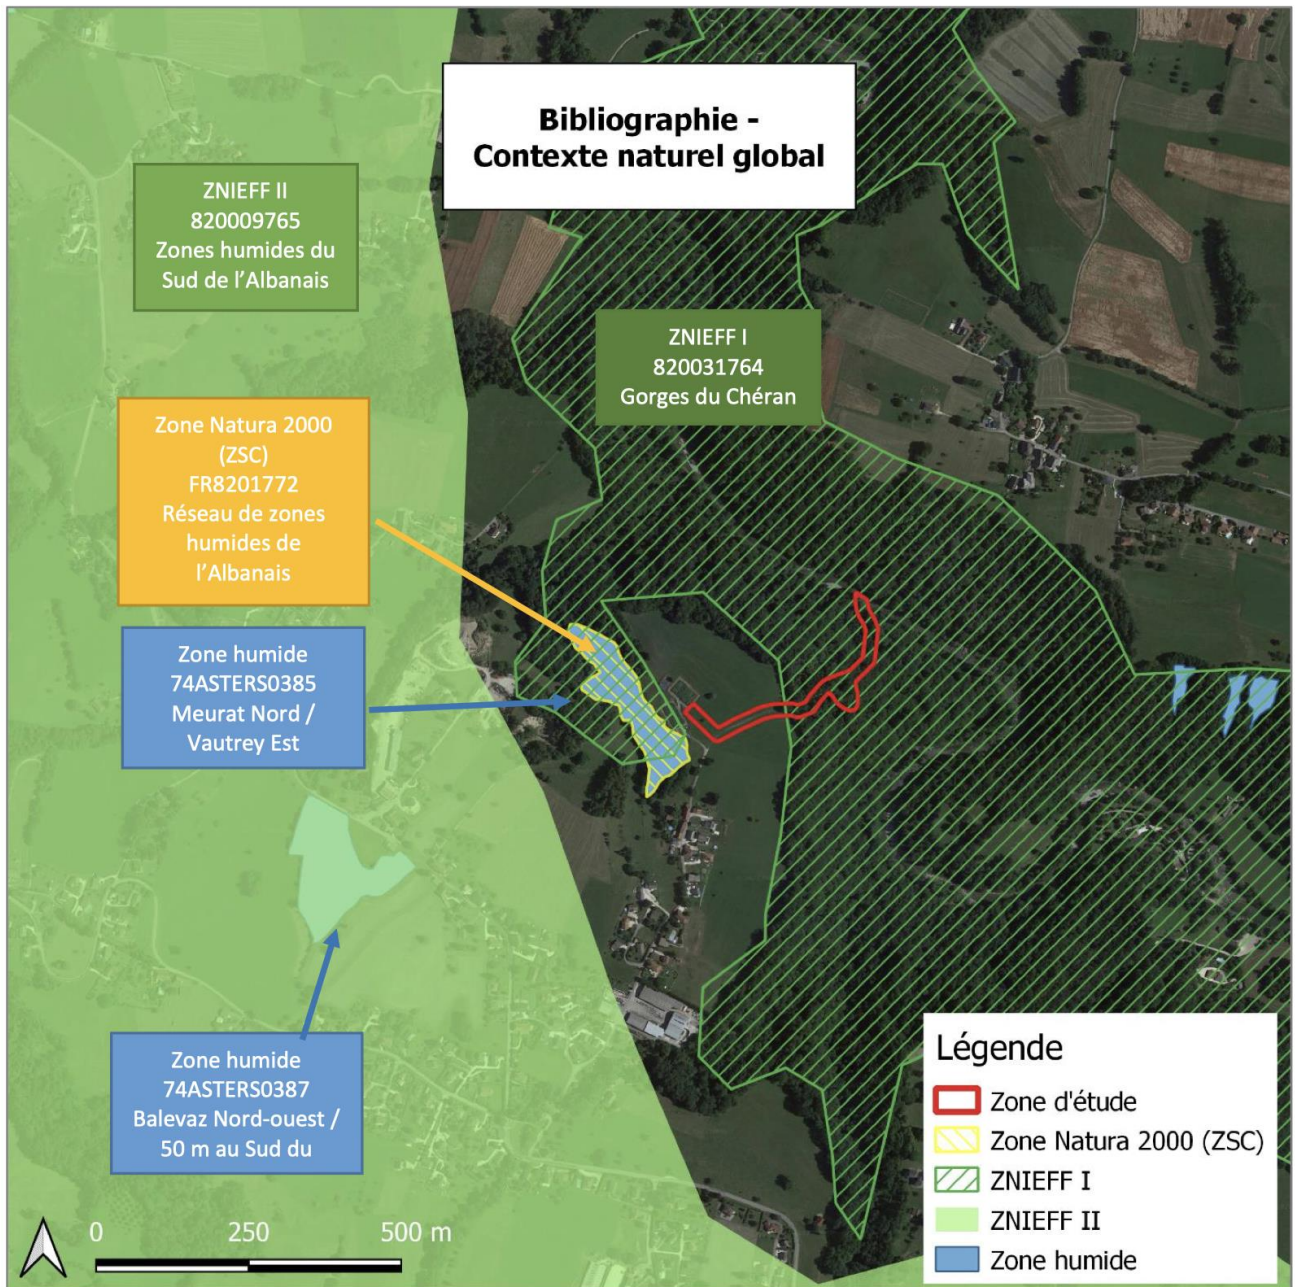 Bibliographie -
Contexte naturel global
ZNIEFF II
820009765
Zones humides du
Sud de l’Albanais
ZNIEFF I
820031764
Gorges du Chéran
Zone Natura 2000
(ZSC)
FR8201772
Réseau de zones
humides de
l’Albanais
Zone humide
74ASTERS0385
Meurat Nord /
Vautrey Est
Zone humide
74ASTERS0387
Balevaz Nord-ouest /
50 m au Sud du
Légende
Zone d'étude
Zone Natura 2000 (ZSC)
ZNIEFF I
ZNIEFF II
Zone humide
0 250 500 m